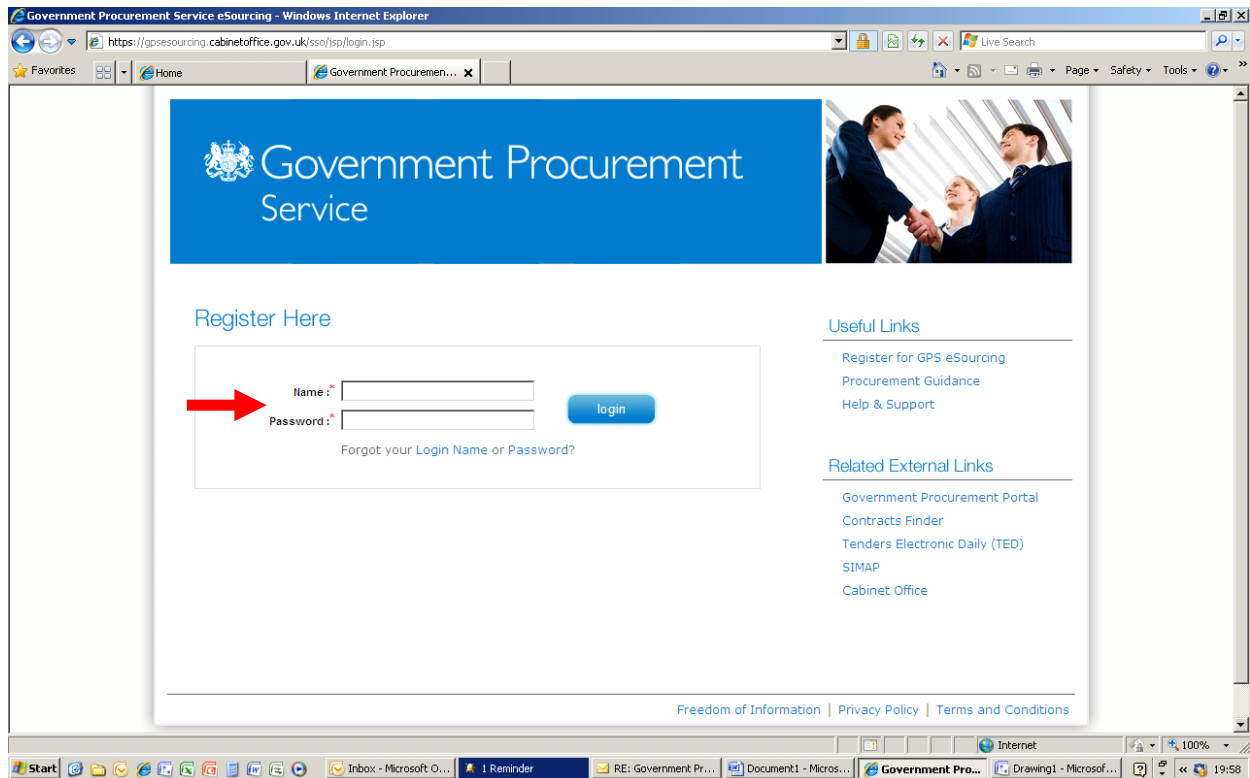 Government Procurement Service eSourcing - Windows Internet Explorer
https://gpsesourcing.cabinetoffice.gov.uk/sso/jsp/login.jsp
Live Search
Favorites
Home
Government Procuremen...
Page
Safety
Tools
Government Procurement
Service
Register Here
Name :*
Password :*
login
Forgot your Login Name or Password?
Useful Links
Register for GPS eSourcing
Procurement Guidance
Help & Support
Related External Links
Government Procurement Portal
Contracts Finder
Tenders Electronic Daily (TED)
SIMAP
Cabinet Office
Freedom of Information | Privacy Policy | Terms and Conditions
Internet
100%
Start
Inbox - Microsoft O...
1 Reminder
RE: Government Pr...
Document1 - Micros...
Government Pro...
Drawing1 - Microsof...
19:58